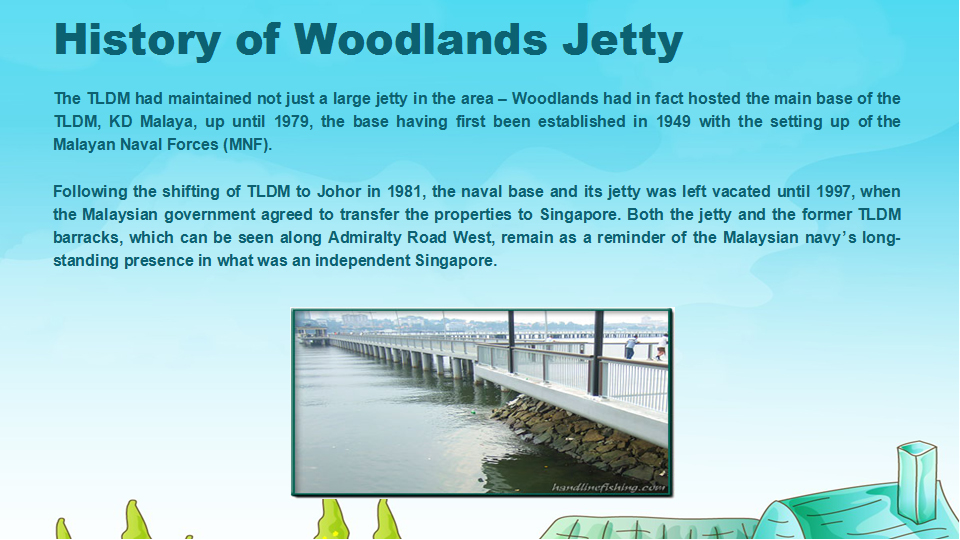 History of Woodlands Jetty
The TLDM had maintained not just a large jetty in the area – Woodlands had in fact hosted the main base of the
TLDM, KD Malaya, up until 1979, the base having first been established in 1949 with the setting up of the
Malayan Naval Forces (MNF).
Following the shifting of TLDM to Johor in 1981, the naval base and its jetty was left vacated until 1997, when
the Malaysian government agreed to transfer the properties to Singapore. Both the jetty and the former TLDM
barracks, which can be seen along Admiralty Road West, remain as a reminder of the Malaysian navy’s long-
standing presence in what was an independent Singapore.
handlinefishing.com